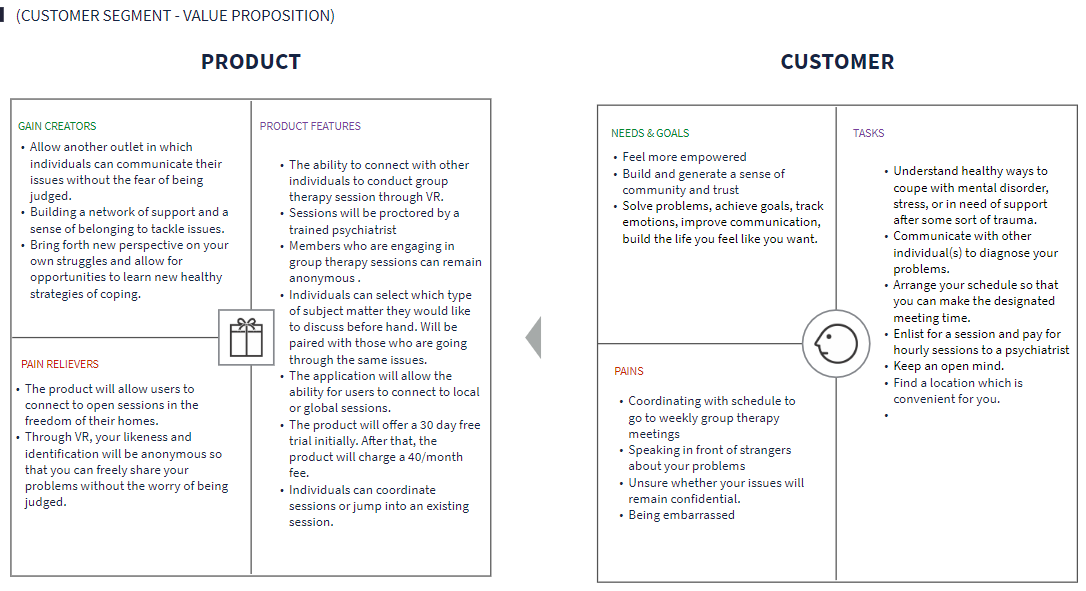 (CUSTOMER SEGMENT - VALUE PROPOSITION)
PRODUCT
GAIN CREATORS
• Allow another outlet in which
individuals can communicate their
issues without the fear of being
judged.
• Building a network of support and a
sense of belonging to tackle issues.
• Bring forth new perspective on your
own struggles and allow for
opportunities to learn new healthy
strategies of coping.
PAIN RELIEVERS
• The product will allow users to
connect to open sessions in the
freedom of their homes.
• Through VR, your likeness and
identification will be anonymous so
that you can freely share your
problems without the worry of being
judged.
PRODUCT FEATURES
• The ability to connect with other
individuals to conduct group
therapy session through VR.
• Sessions will be proctored by a
trained psychiatrist
• Members who are engaging in
group therapy sessions can remain
anonymous .
• Individuals can select which type
of subject matter they would like
to discuss before hand. Will be
paired with those who are going
through the same issues.
• The application will allow the
ability for users to connect to local
or global sessions.
• The product will offer a 30 day free
trial initially. After that, the
product will charge a 40/month
fee.
• Individuals can coordinate
sessions or jump into an existing
session.
CUSTOMER
NEEDS & GOALS
• Feel more empowered
• Build and generate a sense of
community and trust
• Solve problems, achieve goals, track
emotions, improve communication,
build the life you feel like you want.
PAINS
• Coordinating with schedule to
go to weekly group therapy
meetings
• Speaking in front of strangers
about your problems
• Unsure whether your issues will
remain confidential.
• Being embarrassed
TASKS
• Understand healthy ways to
coupe with mental disorder,
stress, or in need of support
after some sort of trauma.
• Communicate with other
individual(s) to diagnose your
problems.
• Arrange your schedule so that
you can make the designated
meeting time.
• Enlist for a session and pay for
hourly sessions to a psychiatrist
• Keep an open mind.
• Find a location which is
convenient for you.
•